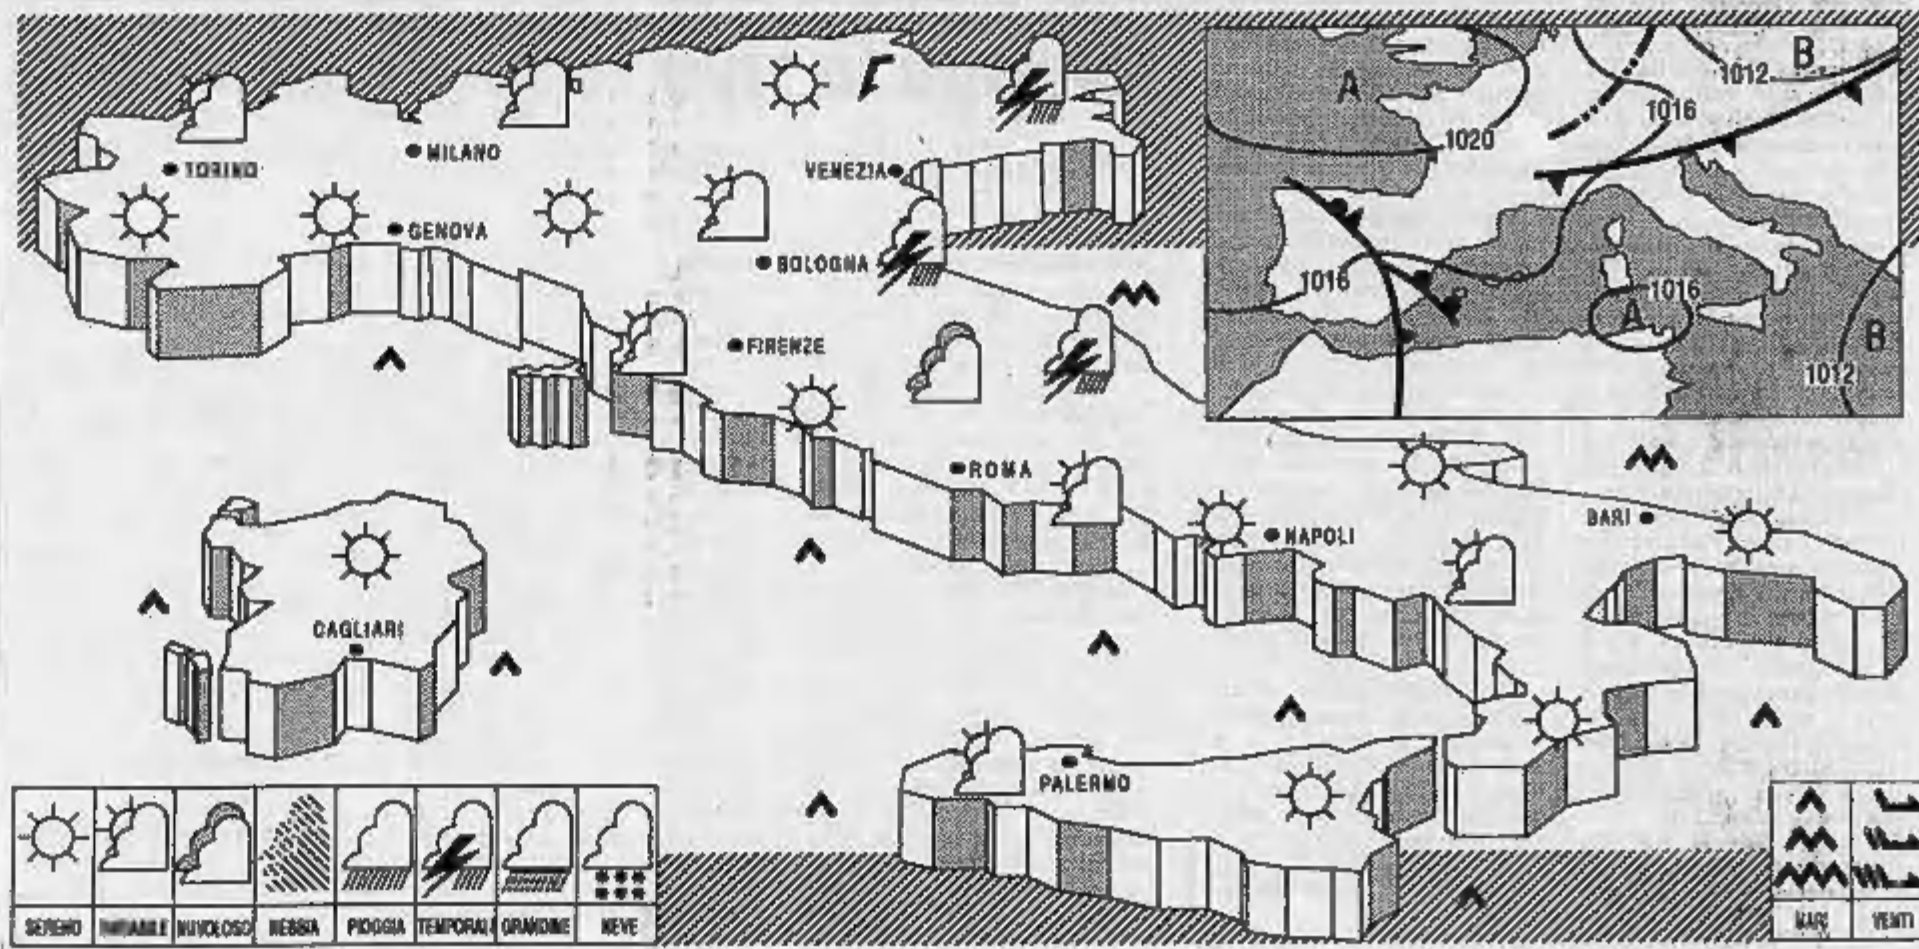 B
1012
A
1016
1020
MILANO
TORINO
VENEZIA
GENOVA
BOLOGNA
1016
1016
A
B
FIRENZE
1012
ROMA
BARI
NAPOLI
CAGLIARI
PALERMO
SERENO VARIABILE NUVOLOSO NEBBIA PIOGGIA TEMPORALE GRANDINE NEVE
MARI VENTI